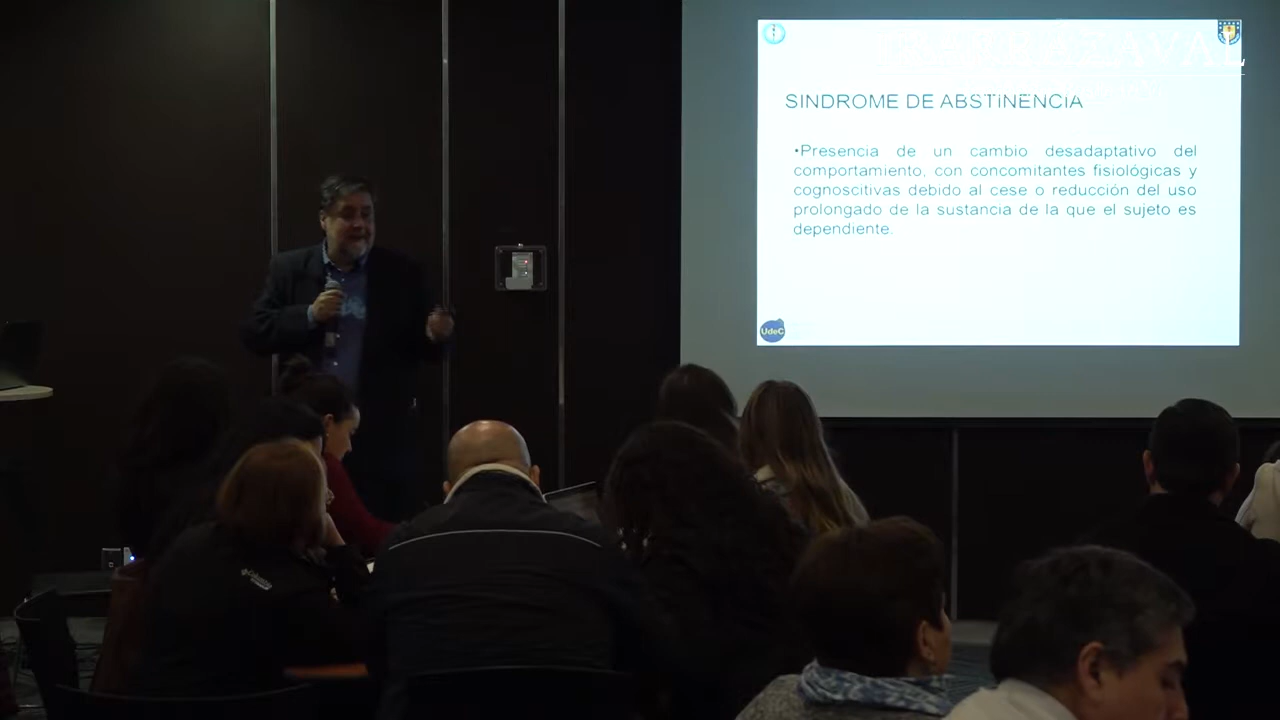 SINDROME DE ABSTINENCIA
•Presencia de un cambio desadaptativo del
comportamiento, con concomitantes fisiológicas y
cognoscitivas debido al cese o reducción del uso
prolongado de la sustancia de la que el sujeto es
dependiente.
UdeC